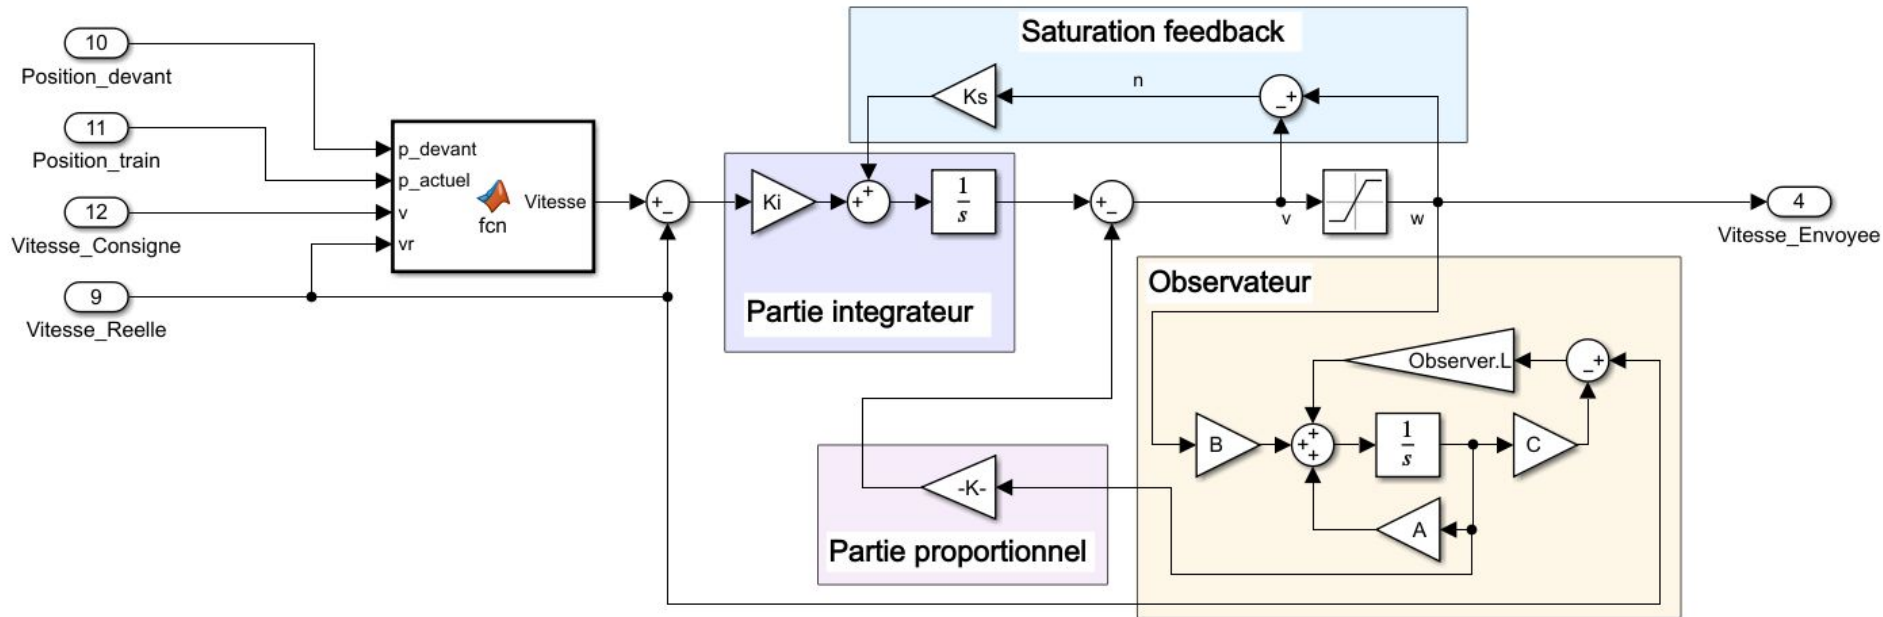 10
Position_devant
11
Position_train
12
Vitesse_Consigne
9
Vitesse_Reelle
p_devant
p_actuel
v
vr
Vitesse
fcn
+
−
Ki
+
+
1
s
Partie integrateur
Saturation feedback
Ks
n
−
+
+
−
v
w
4
Vitesse_Envoyee
Observateur
Observer.L
−
+
B
+
+
+
1
s
C
A
-K-
Partie proportionnel